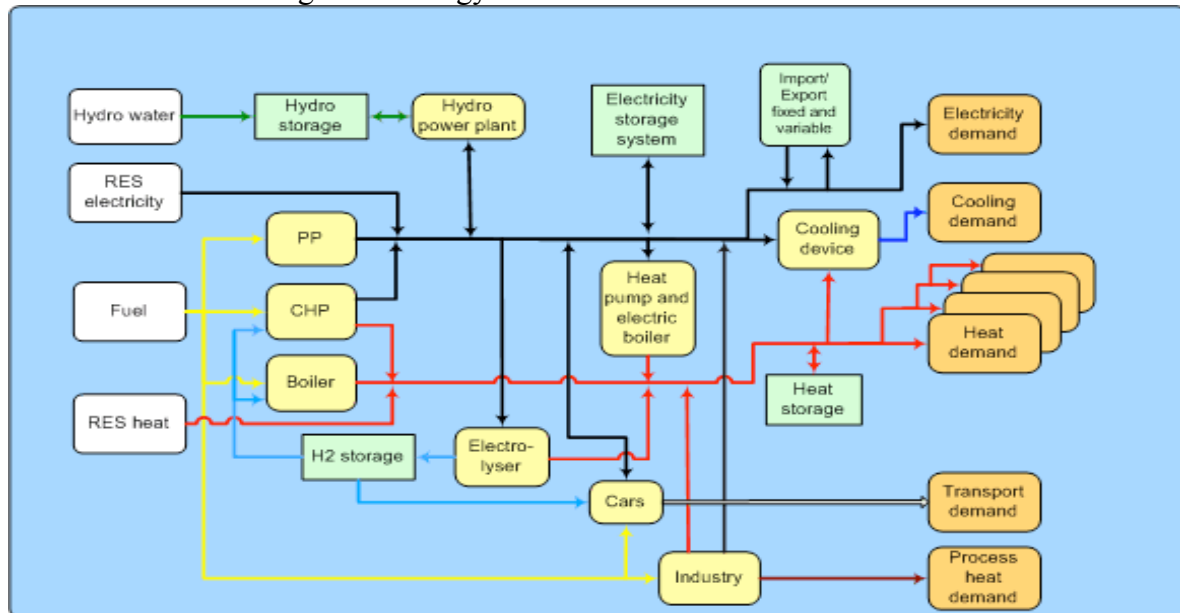 Hydro water
Hydro
storage
Hydro
power plant
Electricity
storage
system
Import/
Export
fixed and
variable
Electricity
demand
RES
electricity
PP
Cooling
device
Cooling
demand
Fuel
CHP
Heat
pump and
electric
boiler
Heat
demand
Boiler
RES heat
Heat
storage
H2 storage
Electro-
lyser
Cars
Transport
demand
Industry
Process
heat
demand